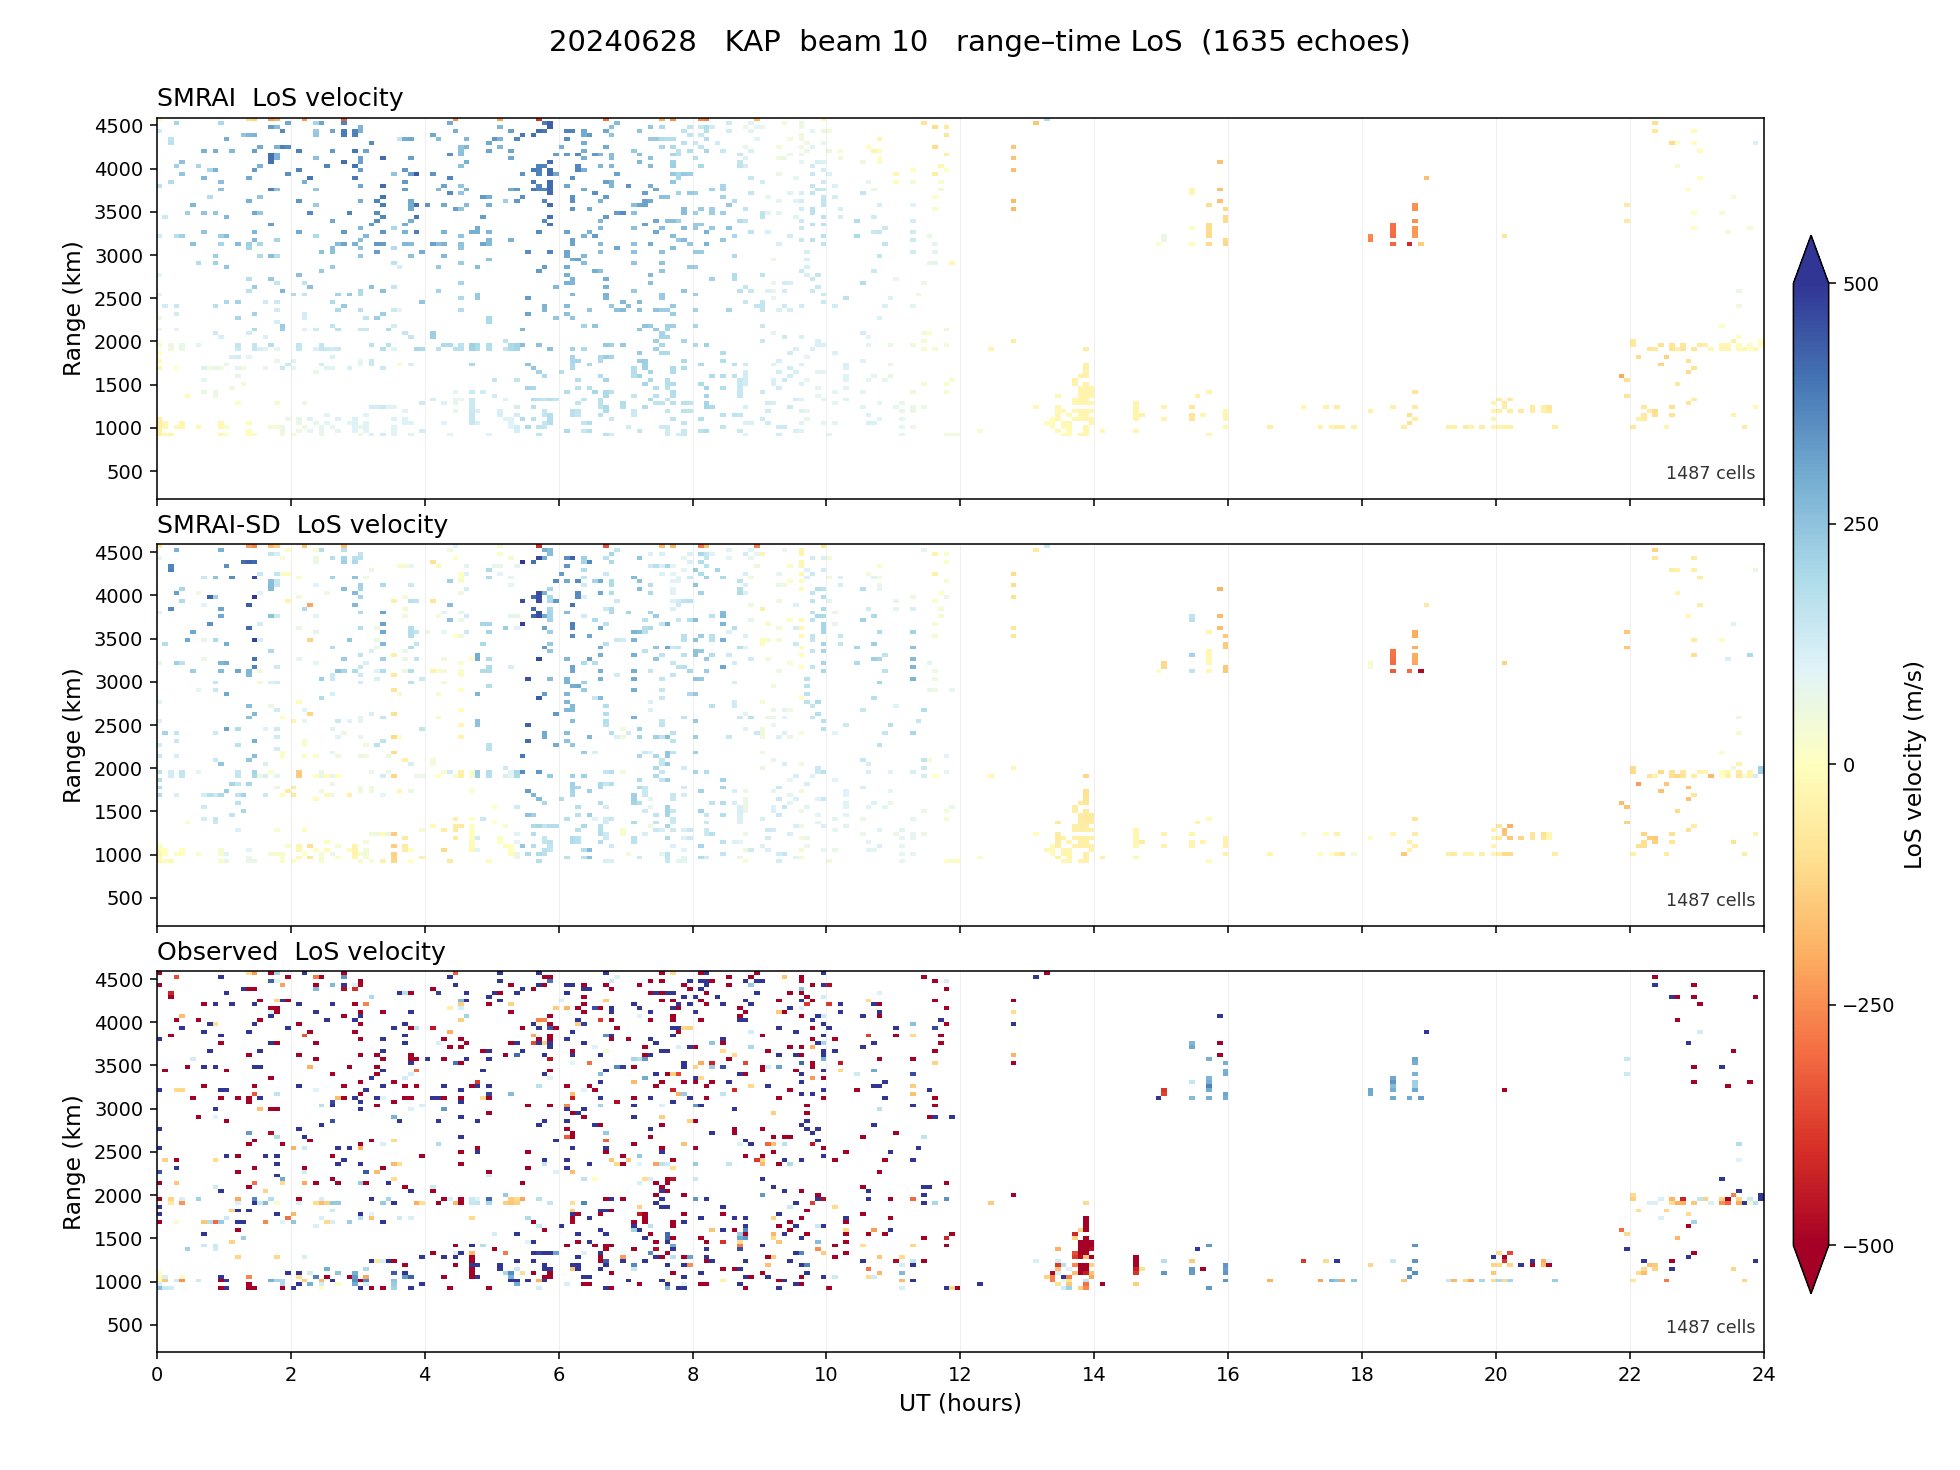 20240628   KAP  beam 10   range–time LoS  (1635 echoes)
SMRAI  LoS velocity
4500
4000
3500
3000
2500
2000
1500
1000
500
Range (km)
1487 cells
SMRAI-SD  LoS velocity
4500
4000
3500
3000
2500
2000
1500
1000
500
Range (km)
1487 cells
Observed  LoS velocity
4500
4000
3500
3000
2500
2000
1500
1000
500
Range (km)
1487 cells
0 2 4 6 8 10 12 14 16 18 20 22 24
UT (hours)
500
250
0
−250
−500
LoS velocity (m/s)